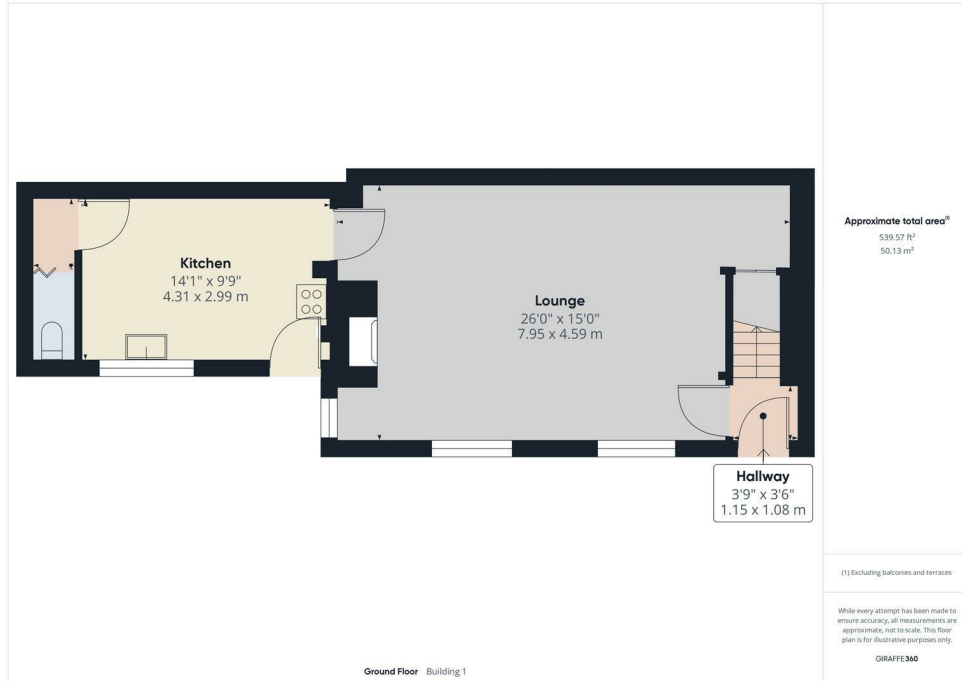 Kitchen
14'1" x 9'9"
4.31 x 2.99 m
Lounge
26'0" x 15'0"
7.95 x 4.59 m
Hallway
3'9" x 3'6"
1.15 x 1.08 m
Ground Floor Building 1
Approximate total area(1)
539.57 ft²
50.13 m²
(1) Excluding balconies and terraces
While every attempt has been made to
ensure accuracy, all measurements are
approximate, not to scale. This floor
plan is for illustrative purposes only.
GIRAFFE360